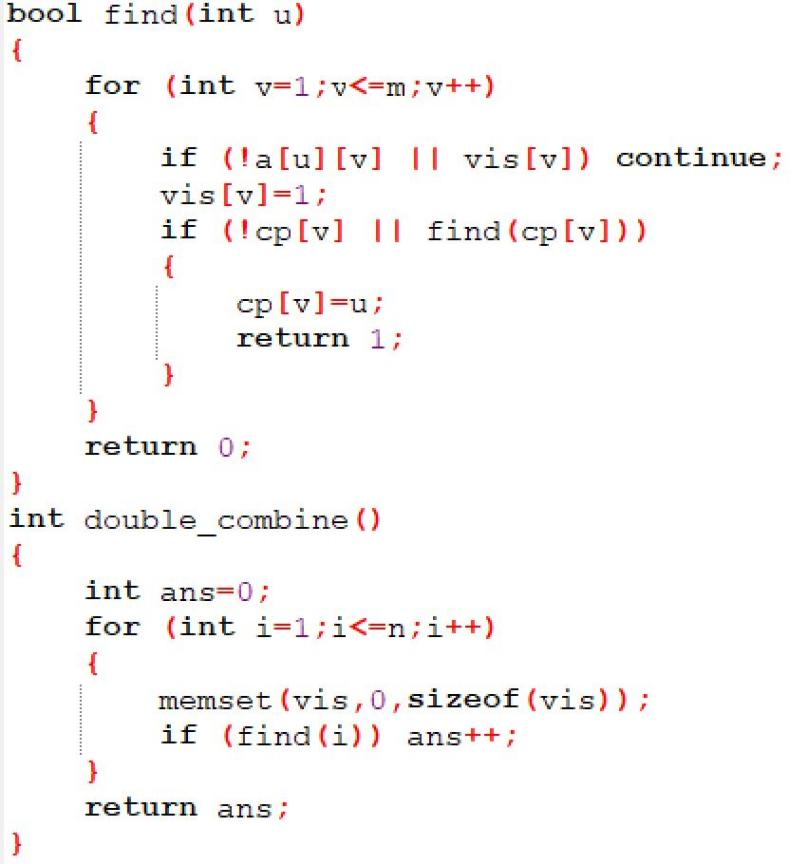 bool find(int u)
{
for (int v=1;v<=m;v++)
{
if (!a[u][v] || vis[v]) continue;
vis[v]=1;
if (!cp[v] || find(cp[v]))
{
cp[v]=u;
return 1;
}
}
return 0;
}
int double_combine()
{
int ans=0;
for (int i=1;i<=n;i++)
{
memset(vis,0,sizeof(vis));
if (find(i)) ans++;
}
return ans;
}